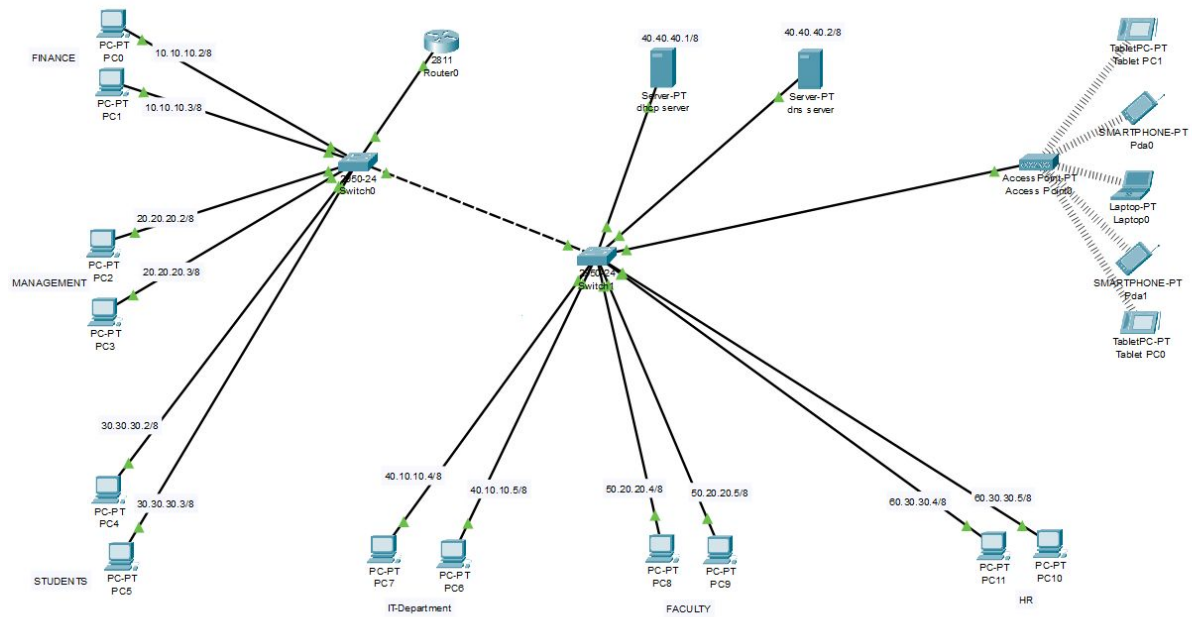 FINANCE
PC-PT
PC0
10.10.10.2/8
PC-PT
PC1
10.10.10.3/8
2811
Router0
2950-24
Switch0
MANAGEMENT
20.20.20.2/8
PC-PT
PC2
20.20.20.3/8
PC-PT
PC3
30.30.30.2/8
PC-PT
PC4
30.30.30.3/8
PC-PT
PC5
STUDENTS
40.40.40.1/8
Server-PT
dhcp server
40.40.40.2/8
Server-PT
dns server
2950-24
Switch1
Access Point-PT
Access Point0
TabletPC-PT
Tablet PC1
SMARTPHONE-PT
Pda0
Laptop-PT
Laptop0
SMARTPHONE-PT
Pda1
TabletPC-PT
Tablet PC0
40.10.10.4/8
PC-PT
PC7
40.10.10.5/8
PC-PT
PC6
IT-Department
50.20.20.4/8
PC-PT
PC8
50.20.20.5/8
PC-PT
PC9
FACULTY
60.30.30.4/8
PC-PT
PC11
60.30.30.5/8
PC-PT
PC10
HR